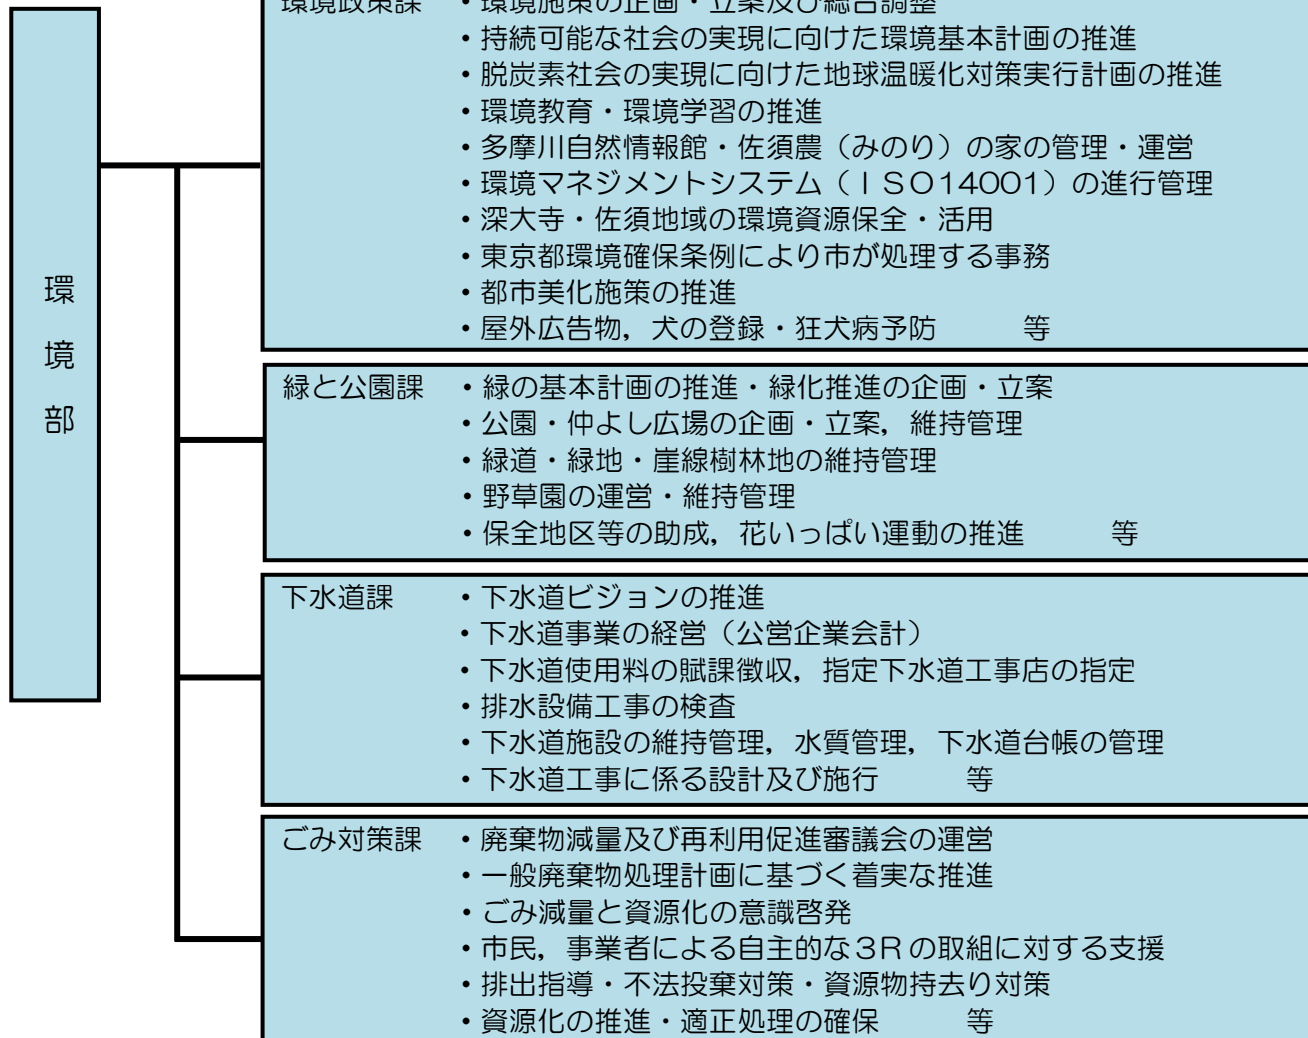 環境部
環境政策課 ・環境施策の企画・立案及び総合調整
・持続可能な社会の実現に向けた環境基本計画の推進
・脱炭素社会の実現に向けた地球温暖化対策実行計画の推進
・環境教育・環境学習の推進
・多摩川自然情報館・佐須農（みのり）の家の管理・運営
・環境マネジメントシステム（ＩＳＯ14001）の進行管理
・深大寺・佐須地域の環境資源保全・活用
・東京都環境確保条例により市が処理する事務
・都市美化施策の推進
・屋外広告物，犬の登録・狂犬病予防　　等
緑と公園課 ・緑の基本計画の推進・緑化推進の企画・立案
・公園・仲よし広場の企画・立案，維持管理
・緑道・緑地・崖線樹林地の維持管理
・野草園の運営・維持管理
・保全地区等の助成，花いっぱい運動の推進　　等
下水道課 ・下水道ビジョンの推進
・下水道事業の経営（公営企業会計）
・下水道使用料の賦課徴収，指定下水道工事店の指定
・排水設備工事の検査
・下水道施設の維持管理，水質管理，下水道台帳の管理
・下水道工事に係る設計及び施行　　等
ごみ対策課 ・廃棄物減量及び再利用促進審議会の運営
・一般廃棄物処理計画に基づく着実な推進
・ごみ減量と資源化の意識啓発
・市民，事業者による自主的な３Ｒの取組に対する支援
・排出指導・不法投棄対策・資源物持去り対策
・資源化の推進・適正処理の確保　　等